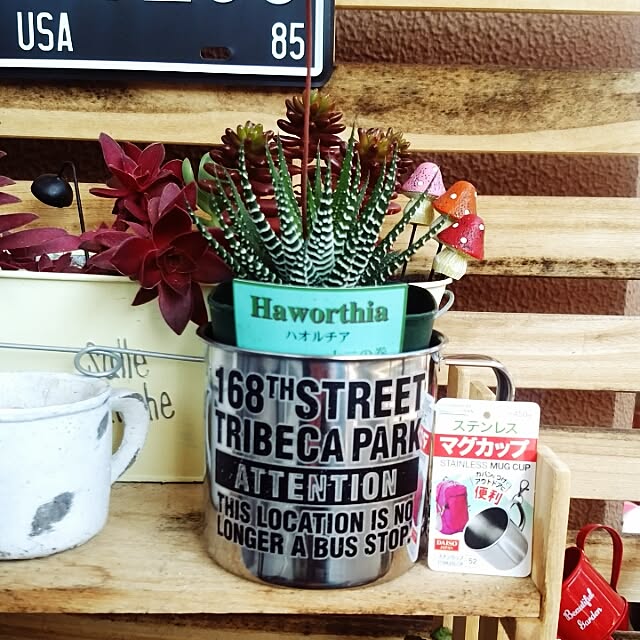 USA 85
Haworthia
ハオルチア
168TH STREET
TRIBECA PARK
ATTENTION
THIS LOCATION IS NO
LONGER A BUS STOP.
ステンレス
マグカップ
STAINLESS MUG CUP
便利
DAISO
Beautiful
Garden